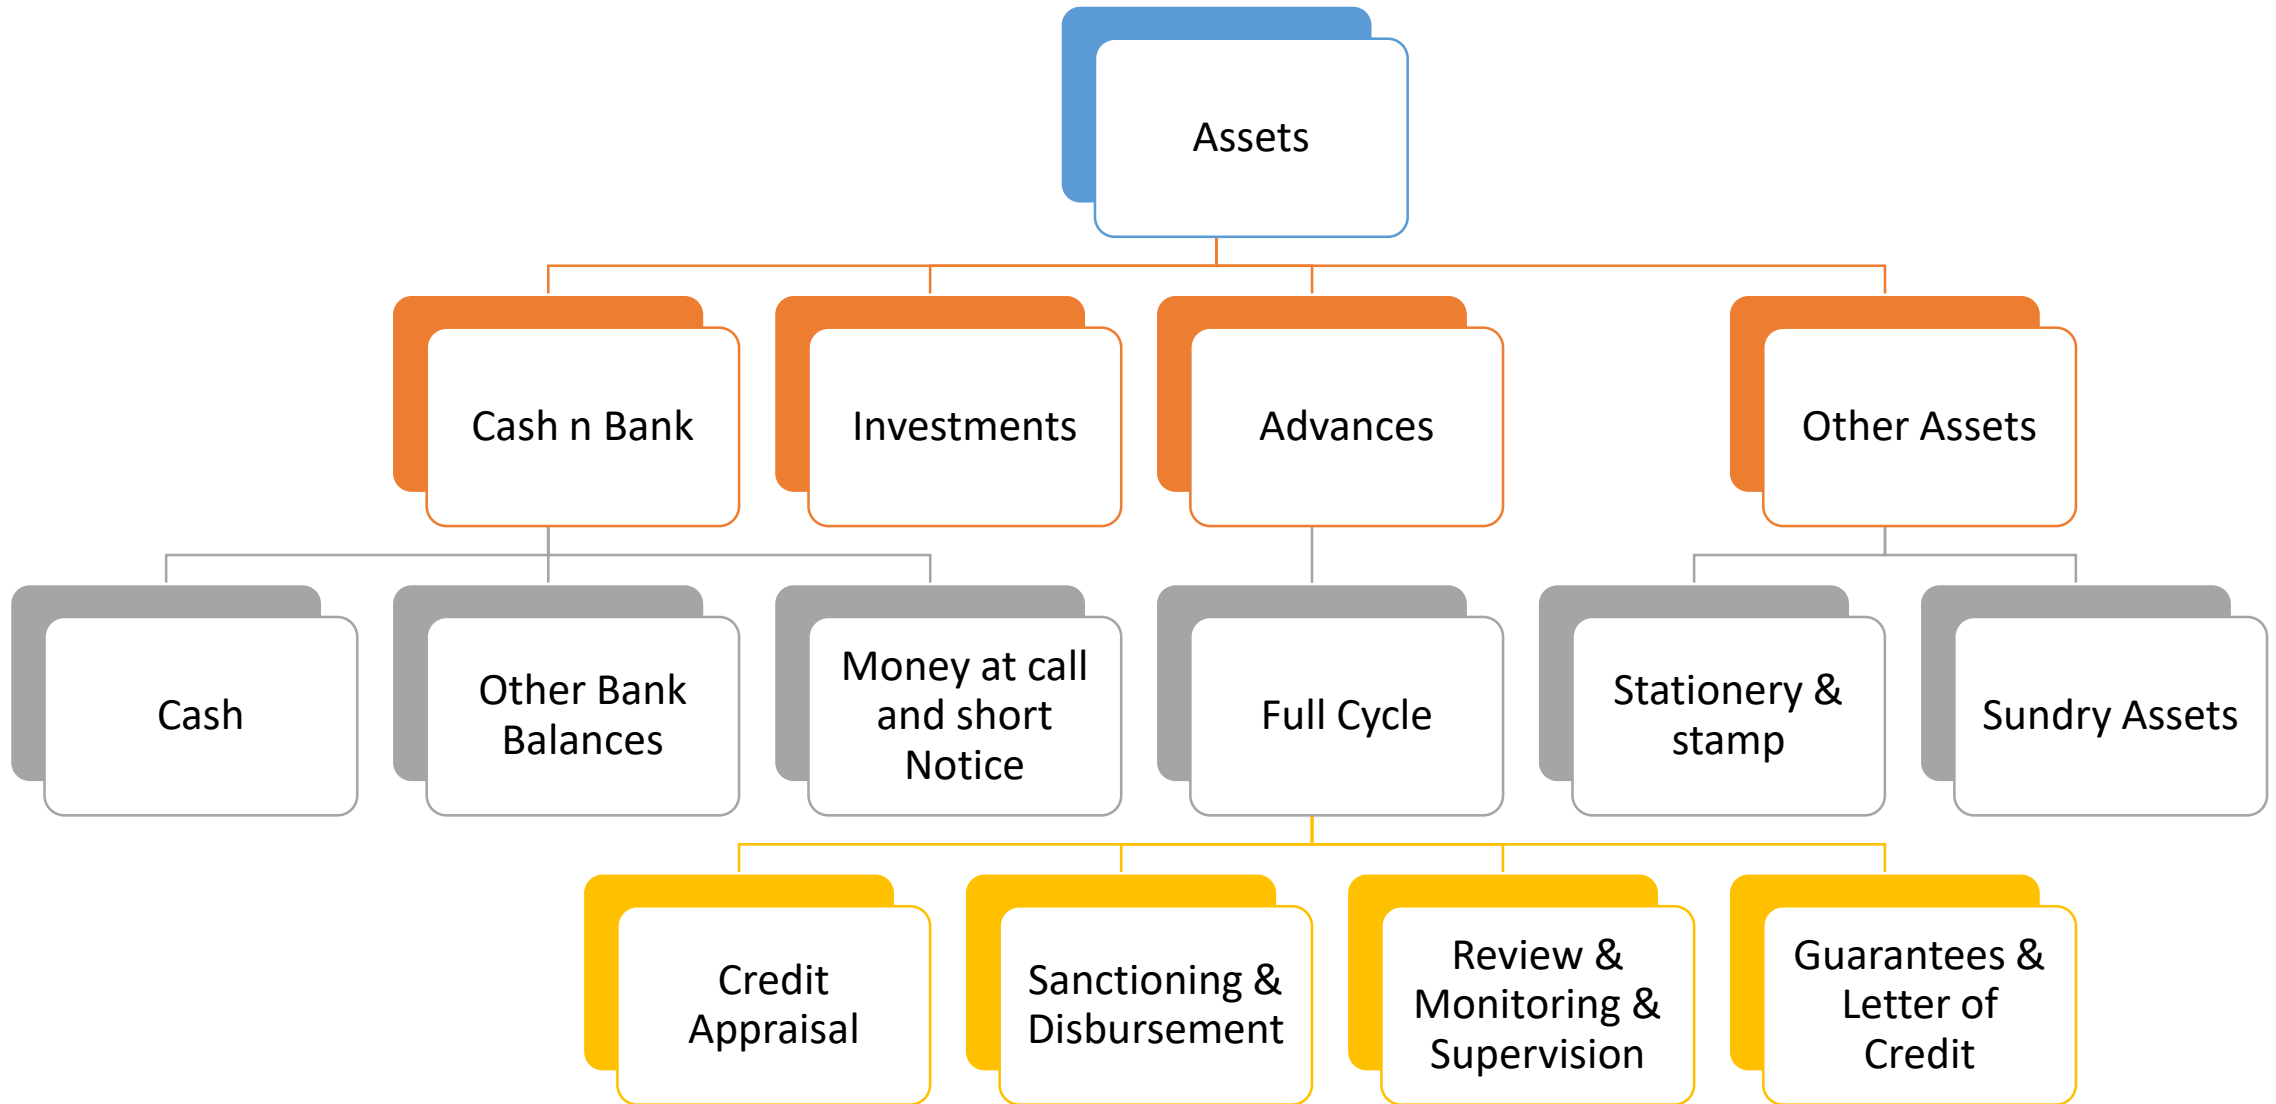 Assets
Cash n Bank
Investments
Advances
Other Assets
Cash
Other Bank
Balances
Money at call
and short
Notice
Full Cycle
Stationery &
stamp
Sundry Assets
Credit
Appraisal
Sanctioning &
Disbursement
Review &
Monitoring &
Supervision
Guarantees &
Letter of
Credit